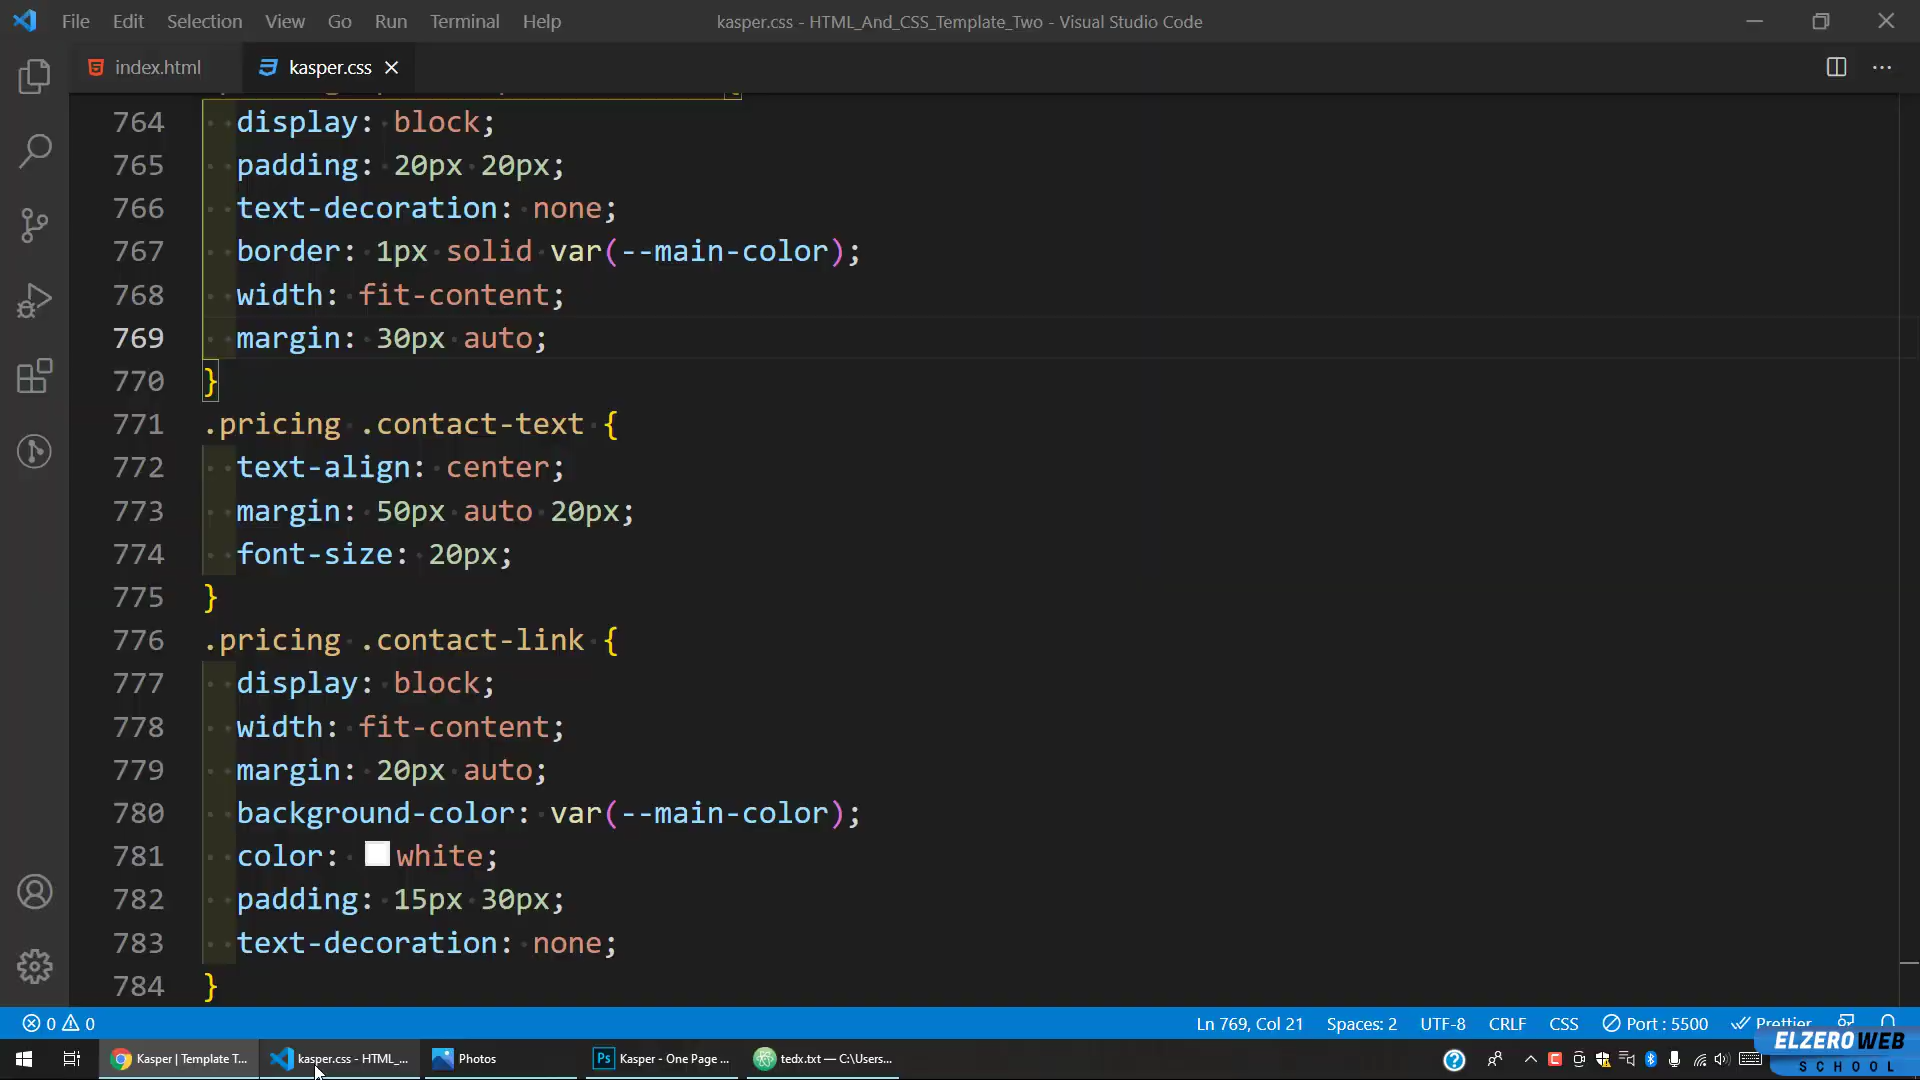 File Edit Selection View Go Run Terminal Help
kasper.css - HTML_And_CSS_Template_Two - Visual Studio Code
index.html
kasper.css
764 display: block;
765 padding: 20px 20px;
766 text-decoration: none;
767 border: 1px solid var(--main-color);
768 width: fit-content;
769 margin: 30px auto;
770 }
771 .pricing .contact-text {
772 text-align: center;
773 margin: 50px auto 20px;
774 font-size: 20px;
775 }
776 .pricing .contact-link {
777 display: block;
778 width: fit-content;
779 margin: 20px auto;
780 background-color: var(--main-color);
781 color: white;
782 padding: 15px 30px;
783 text-decoration: none;
784 }
0 0 Ln 769, Col 21 Spaces: 2 UTF-8 CRLF CSS Port : 5500 Prettier
Kasper | Template T... kasper.css - HTML_... Photos Ps Kasper - One Page ... tedx.txt — C:\Users...
ELZEROWEB
SCHOOL